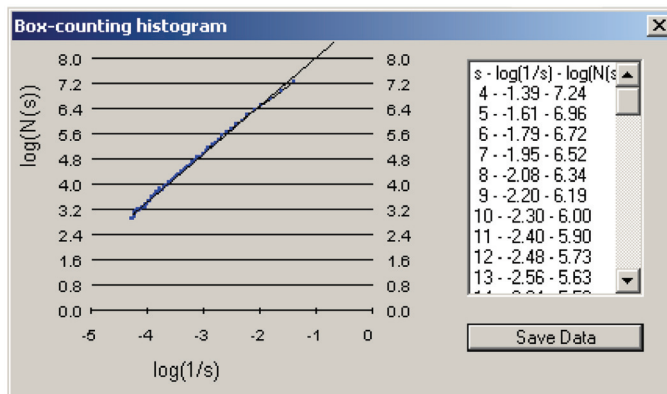 Box-counting histogram
log(N(s))
8.0
7.2
6.4
5.6
4.8
4.0
3.2
2.4
1.6
0.8
0.0
8.0
7.2
6.4
5.6
4.8
4.0
3.2
2.4
1.6
0.8
0.0
-5 -4 -3 -2 -1 0
log(1/s)
s - log(1/s) - log(N(s
4 - -1.39 - 7.24
5 - -1.61 - 6.96
6 - -1.79 - 6.72
7 - -1.95 - 6.52
8 - -2.08 - 6.34
9 - -2.20 - 6.19
10 - -2.30 - 6.00
11 - -2.40 - 5.90
12 - -2.48 - 5.73
13 - -2.56 - 5.63
Save Data